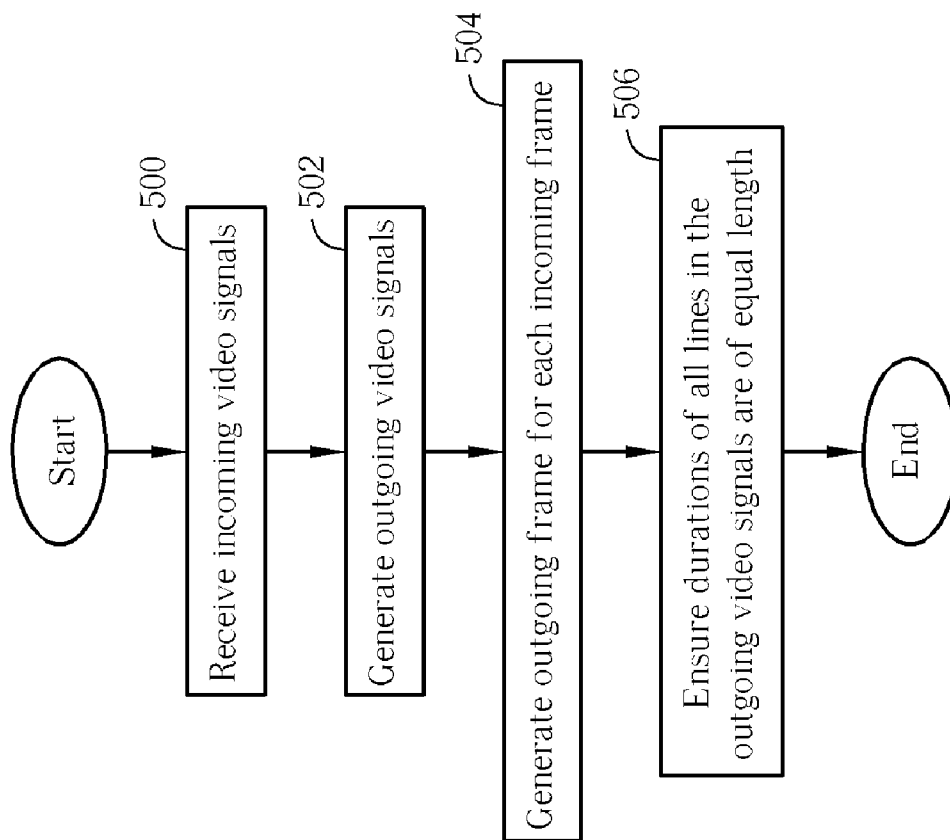 Start
500
Receive incoming video signals
502
Generate outgoing video signals
504
Generate outgoing frame for each incoming frame
506
Ensure durations of all lines in the
outgoing video signals are of equal length
End